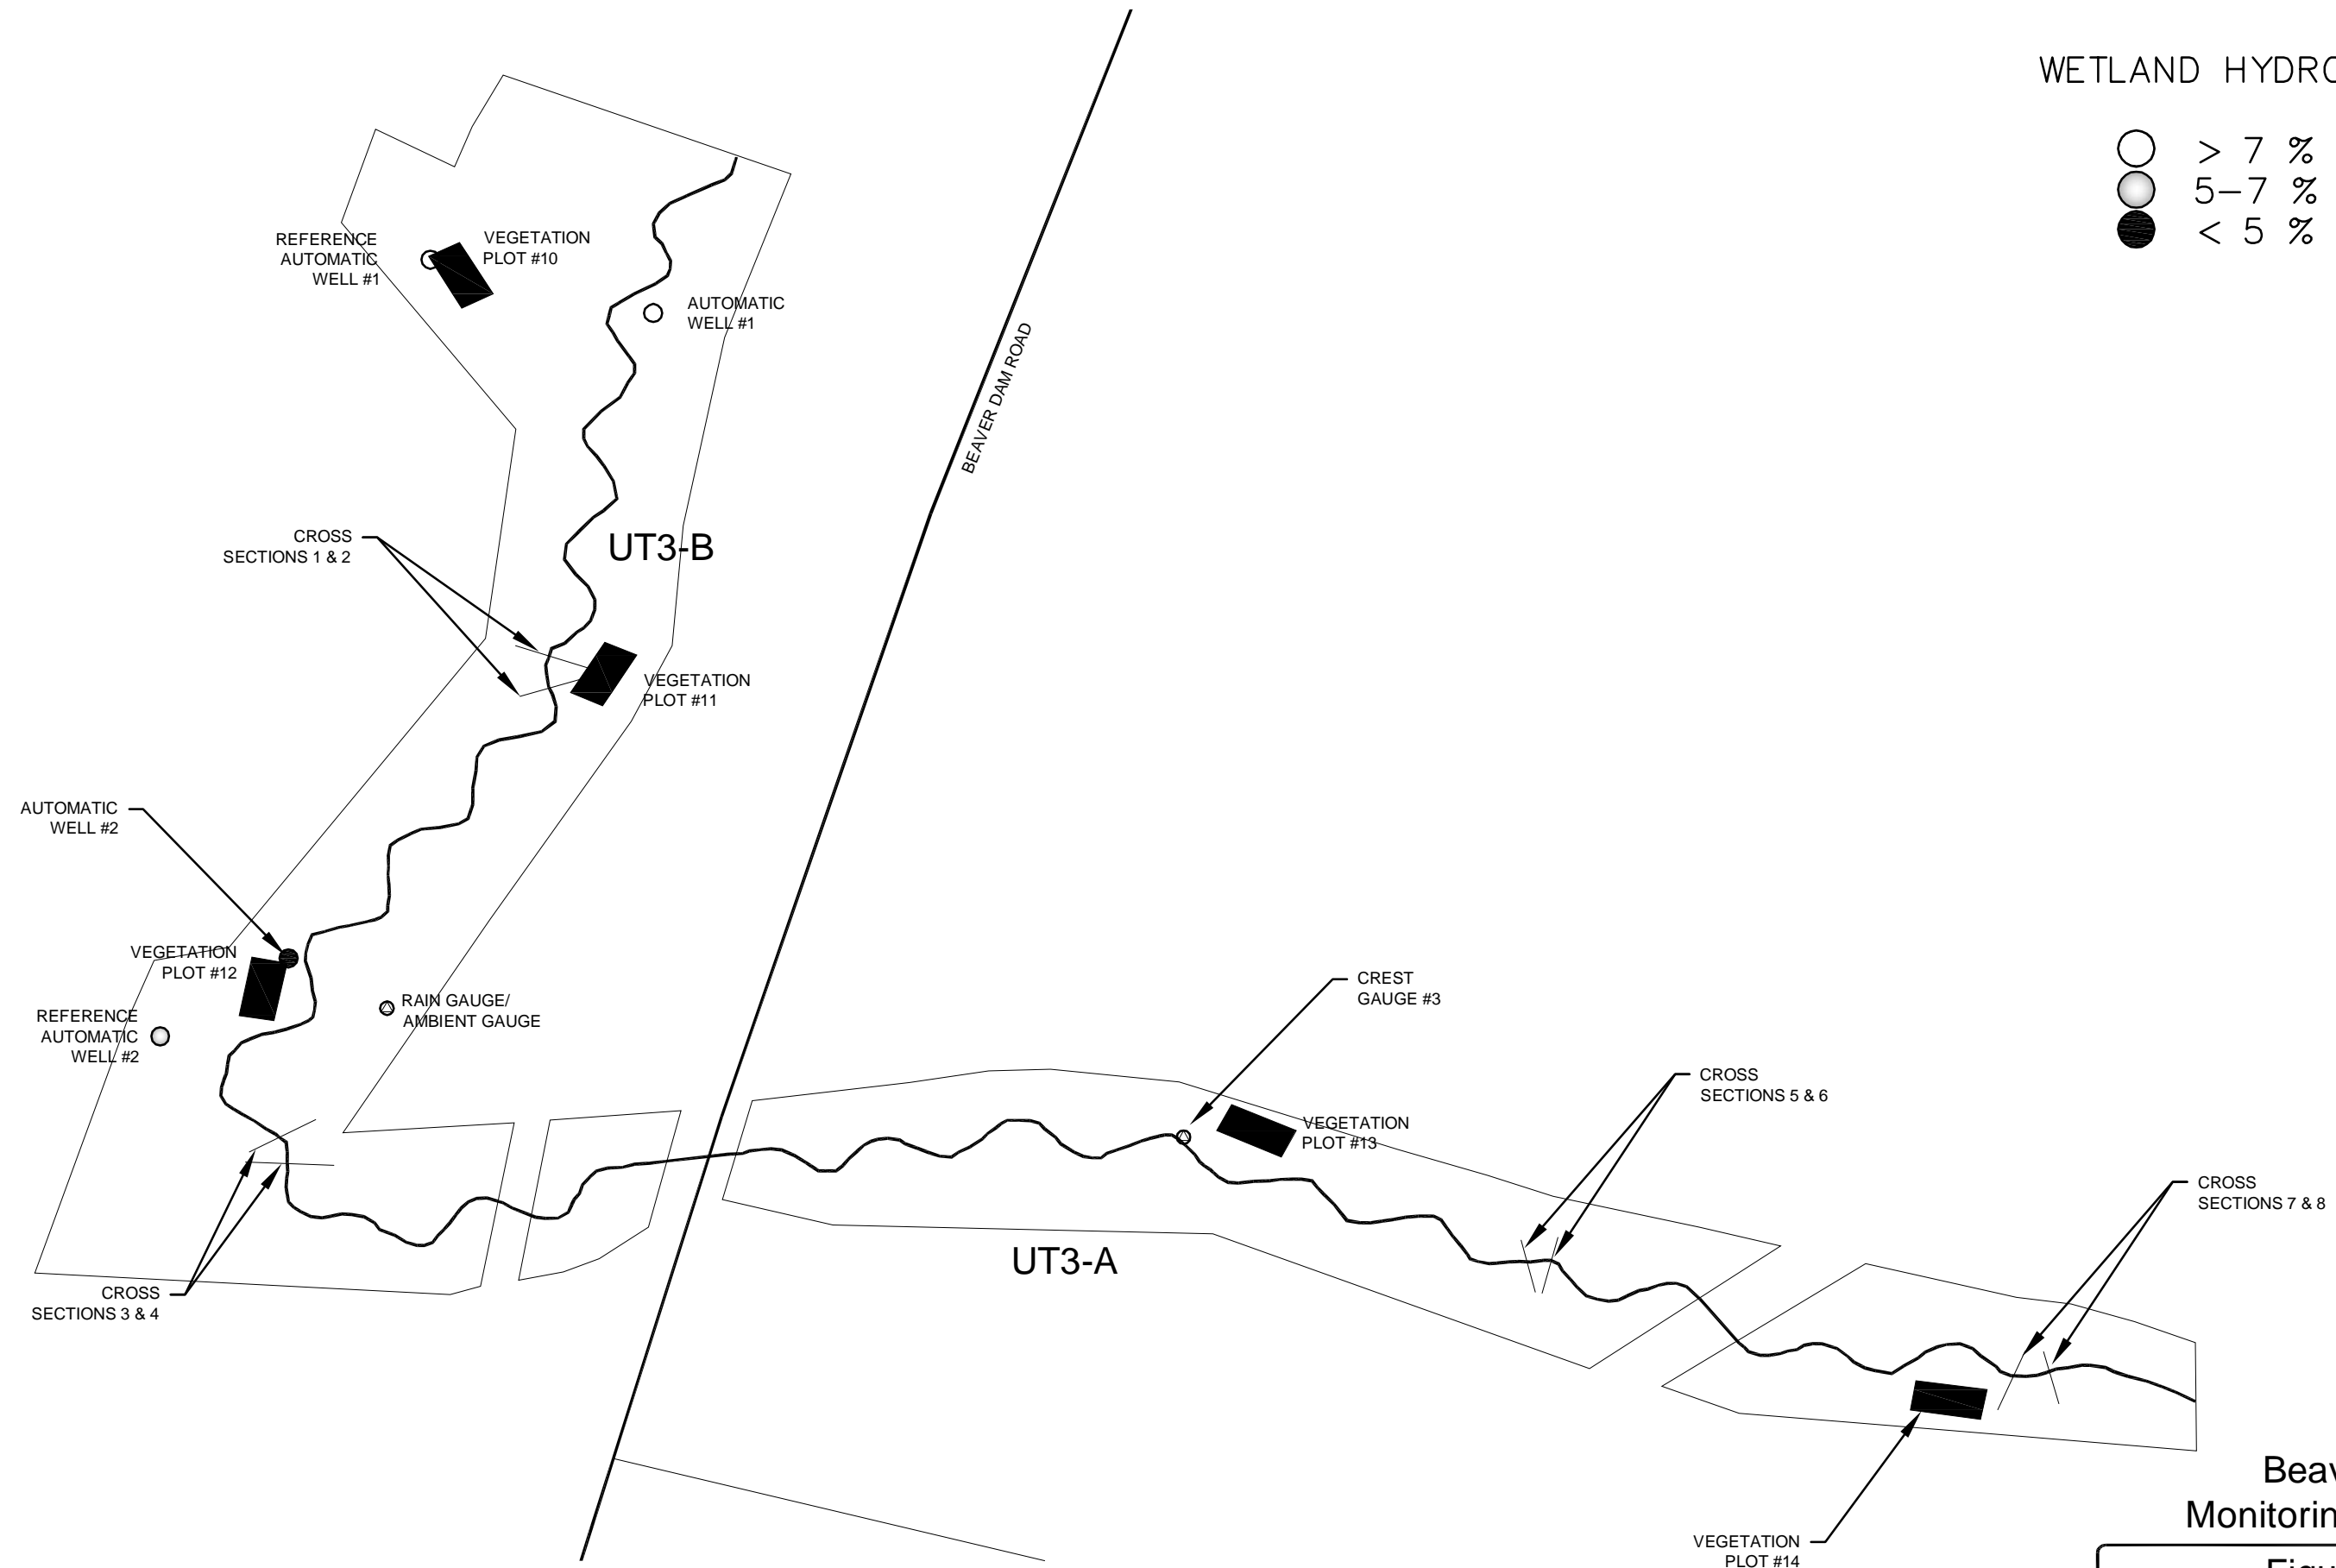 WETLAND HYDRO
> 7 %
5-7 %
< 5 %
REFERENCE
AUTOMATIC
WELL #1
VEGETATION
PLOT #10
AUTOMATIC
WELL #1
BEAVER DAM ROAD
CROSS
SECTIONS 1 & 2
UT3-B
VEGETATION
PLOT #11
AUTOMATIC
WELL #2
VEGETATION
PLOT #12
REFERENCE
AUTOMATIC
WELL #2
RAIN GAUGE/
AMBIENT GAUGE
CREST
GAUGE #3
VEGETATION
PLOT #13
CROSS
SECTIONS 5 & 6
CROSS
SECTIONS 7 & 8
UT3-A
CROSS
SECTIONS 3 & 4
VEGETATION
PLOT #14
Beav
Monitorin